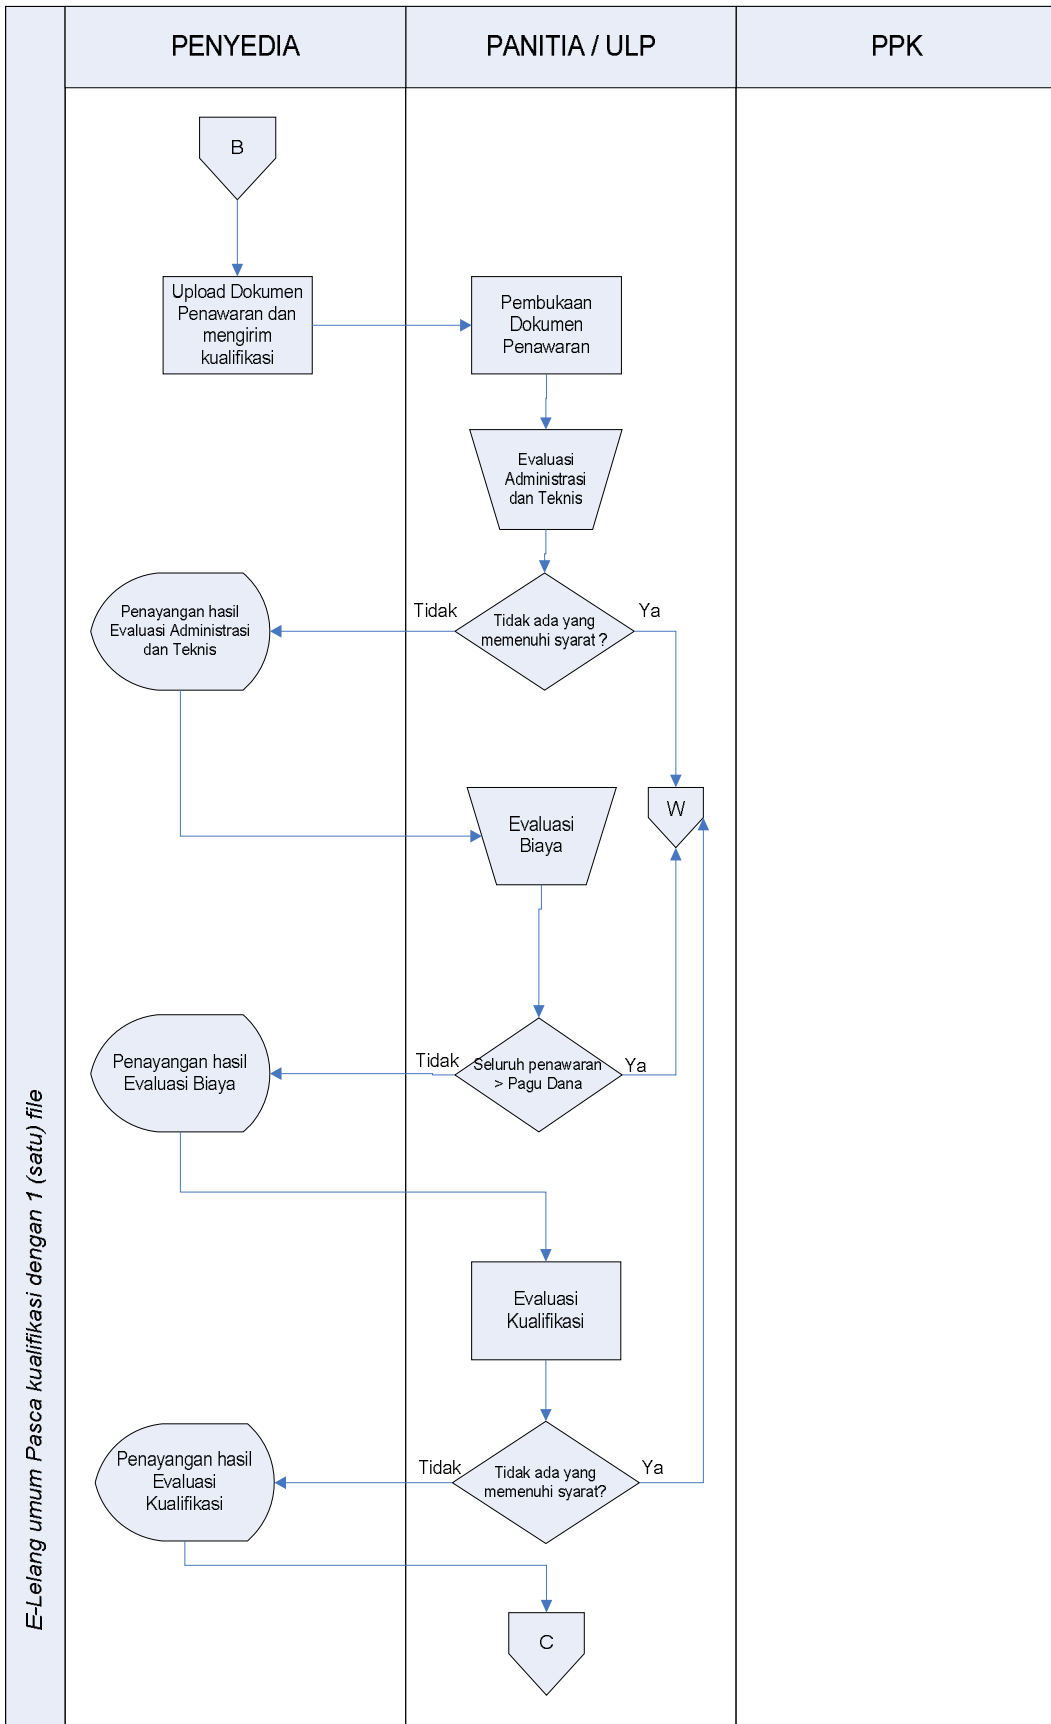 PENYEDIA
PANITIA / ULP
PPK
E-Lelang umum Pasca kualifikasi dengan 1 (satu) file
B
Upload Dokumen
Penawaran dan
mengirim
kualifikasi
Pembukaan
Dokumen
Penawaran
Evaluasi
Administrasi
dan Teknis
Tidak ada yang
memenuhi syarat ?
Tidak
Ya
Penayangan hasil
Evaluasi Administrasi
dan Teknis
W
Evaluasi
Biaya
Seluruh penawaran
> Pagu Dana
Tidak
Ya
Penayangan hasil
Evaluasi Biaya
Evaluasi
Kualifikasi
Tidak ada yang
memenuhi syarat?
Tidak
Ya
Penayangan hasil
Evaluasi
Kualifikasi
C